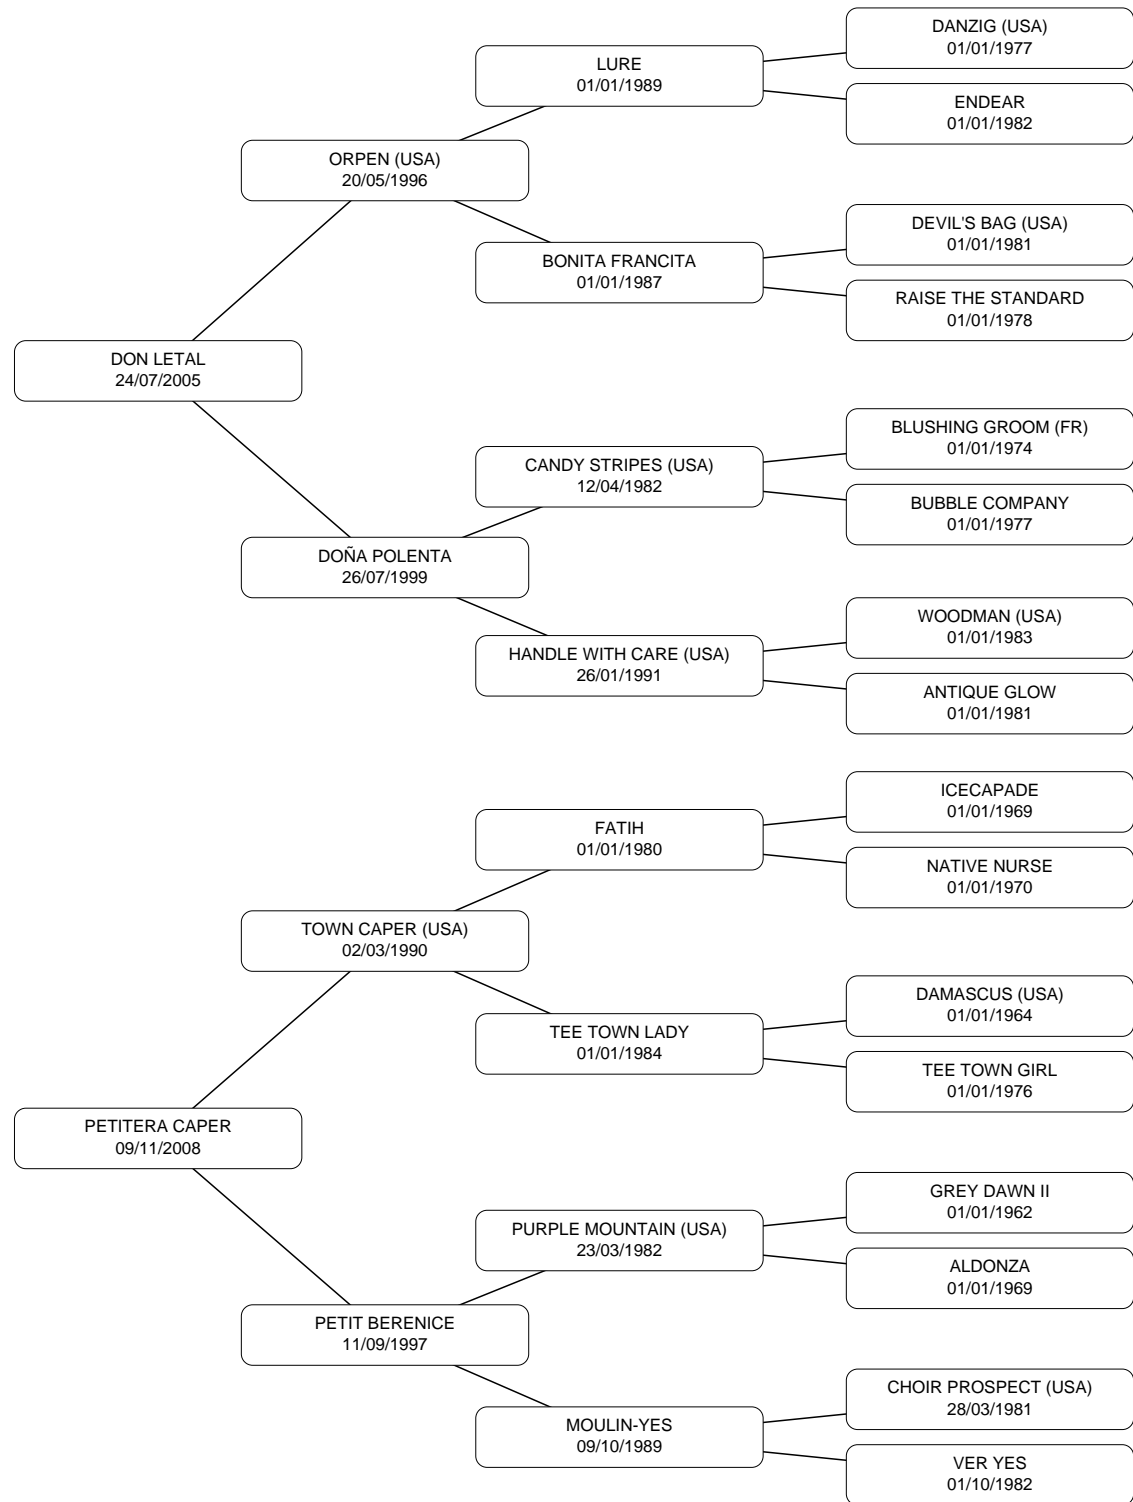 DANZIG (USA)
01/01/1977
LURE
01/01/1989
ENDEAR
01/01/1982
ORPEN (USA)
20/05/1996
DEVIL'S BAG (USA)
01/01/1981
BONITA FRANCITA
01/01/1987
RAISE THE STANDARD
01/01/1978
DON LETAL
24/07/2005
BLUSHING GROOM (FR)
01/01/1974
CANDY STRIPES (USA)
12/04/1982
BUBBLE COMPANY
01/01/1977
DOÑA POLENTA
26/07/1999
WOODMAN (USA)
01/01/1983
HANDLE WITH CARE (USA)
26/01/1991
ANTIQUE GLOW
01/01/1981
ICECAPADE
01/01/1969
FATIH
01/01/1980
NATIVE NURSE
01/01/1970
TOWN CAPER (USA)
02/03/1990
DAMASCUS (USA)
01/01/1964
TEE TOWN LADY
01/01/1984
TEE TOWN GIRL
01/01/1976
PETITERA CAPER
09/11/2008
GREY DAWN II
01/01/1962
PURPLE MOUNTAIN (USA)
23/03/1982
ALDONZA
01/01/1969
PETIT BERENICE
11/09/1997
CHOIR PROSPECT (USA)
28/03/1981
MOULIN-YES
09/10/1989
VER YES
01/10/1982